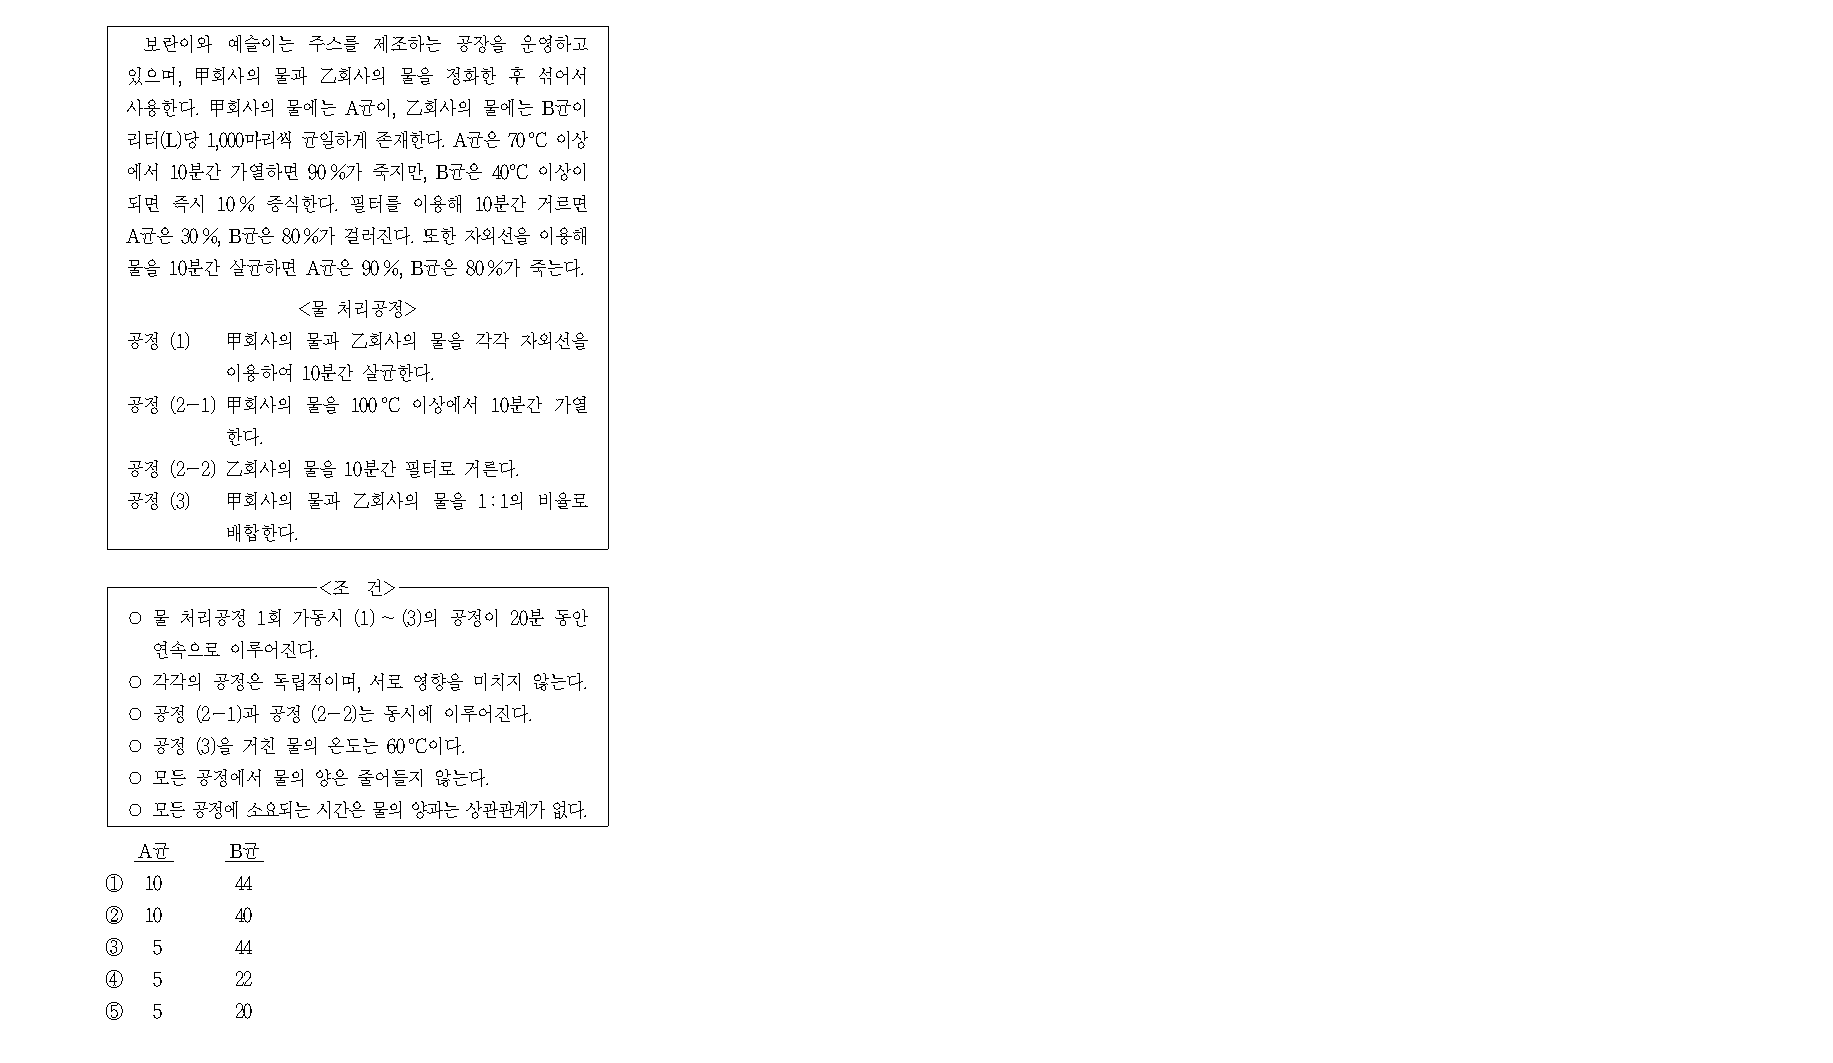 보란이와 예슬이는 주스를 제조하는 공장을 운영하고
있으며, 甲회사의 물과 乙회사의 물을 정화한 후 섞어서
사용한다. 甲회사의 물에는 A균이, 乙회사의 물에는 B균이
리터(L)당 1,000마리씩 균일하게 존재한다. A균은 70℃ 이상
에서 10분간 가열하면 90%가 죽지만, B균은 40℃ 이상이
되면 즉시 10% 증식한다. 필터를 이용해 10분간 거르면
A균은 30%, B균은 80%가 걸러진다. 또한 자외선을 이용해
물을 10분간 살균하면 A균은 90%, B균은 80%가 죽는다.
<물 처리공정>
공정 (1) 甲회사의 물과 乙회사의 물을 각각 자외선을
이용하여 10분간 살균한다.
공정 (2-1) 甲회사의 물을 100℃ 이상에서 10분간 가열
한다.
공정 (2-2) 乙회사의 물을 10분간 필터로 거른다.
공정 (3) 甲회사의 물과 乙회사의 물을 1:1의 비율로
배합한다.
<조 건>
○ 물 처리공정 1회 가동시 (1)~(3)의 공정이 20분 동안
연속으로 이루어진다.
○ 각각의 공정은 독립적이며, 서로 영향을 미치지 않는다.
○ 공정 (2-1)과 공정 (2-2)는 동시에 이루어진다.
○ 공정 (3)을 거친 물의 온도는 60℃이다.
○ 모든 공정에서 물의 양은 줄어들지 않는다.
○ 모든 공정에 소요되는 시간은 물의 양과는 상관관계가 없다.
A균 B균
① 10 44
② 10 40
③ 5 44
④ 5 22
⑤ 5 20